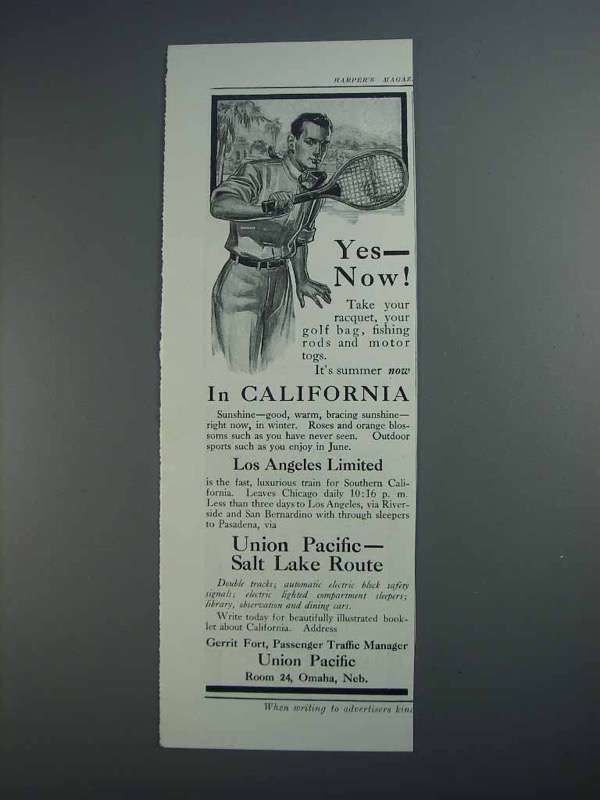 HARPER'S MAGAZ
Yes—
Now!
Take your
racquet, your
golf bag, fishing
rods and motor
togs.
It's summer now
In CALIFORNIA
Sunshine—good, warm, bracing sunshine—
right now, in winter. Roses and orange blos-
soms such as you have never seen. Outdoor
sports such as you enjoy in June.
Los Angeles Limited
is the fast, luxurious train for Southern Cali-
fornia. Leaves Chicago daily 10:16 p. m.
Less than three days to Los Angeles, via River-
side and San Bernardino with through sleepers
to Pasadena, via
Union Pacific—
Salt Lake Route
Double tracks; automatic electric block safety
signals; electric lighted compartment sleepers;
library, observation and dining cars.
Write today for beautifully illustrated book-
let about California. Address
Gerrit Fort, Passenger Traffic Manager
Union Pacific
Room 24, Omaha, Neb.
When writing to advertisers kin